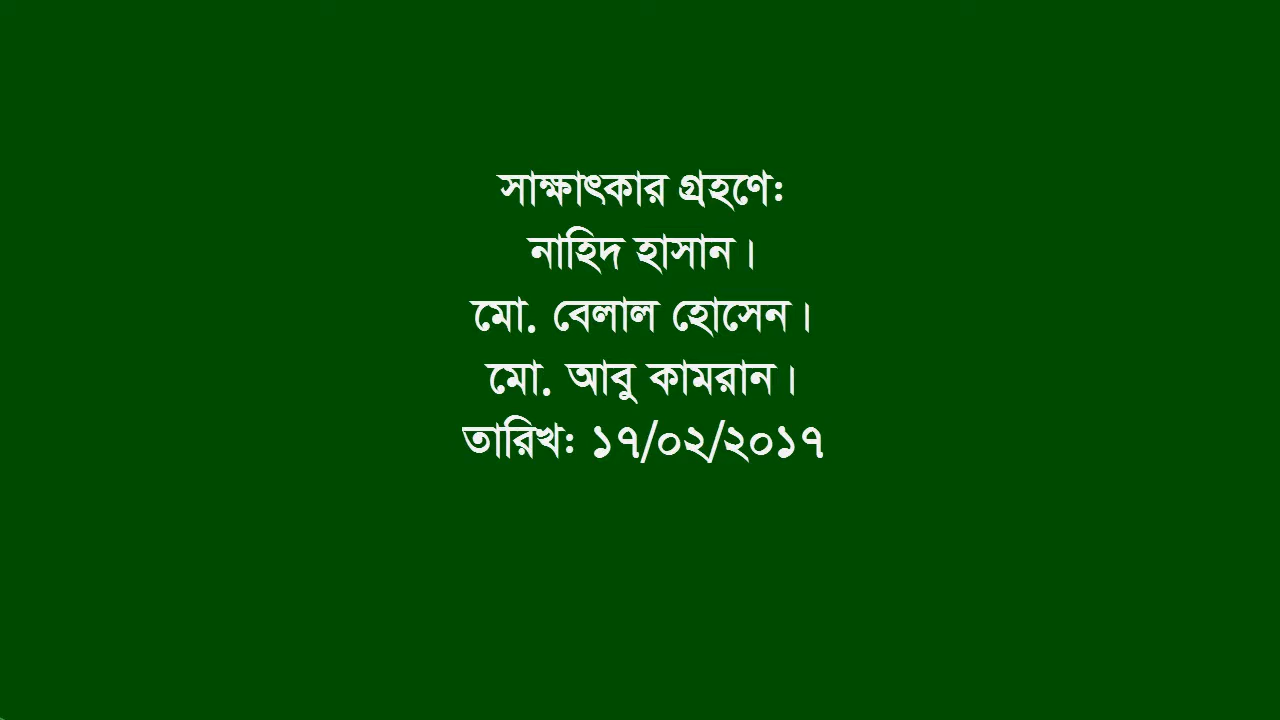 সাক্ষাৎকার গ্রহণে:
নাহিদ হাসান।
মো. বেলাল হোসেন।
মো. আবু কামরান।
তারিখ: ১৭/০২/২০১৭